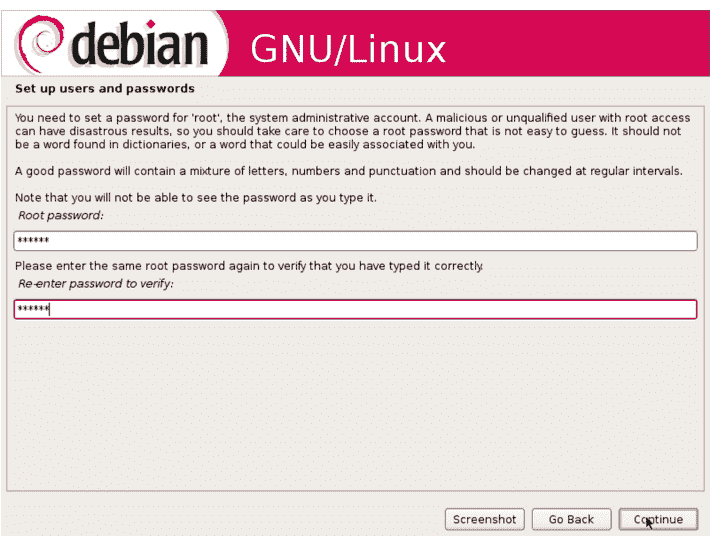 debian GNU/Linux
Set up users and passwords
You need to set a password for 'root', the system administrative account. A malicious or unqualified user with root access
can have disastrous results, so you should take care to choose a root password that is not easy to guess. It should not
be a word found in dictionaries, or a word that could be easily associated with you.
A good password will contain a mixture of letters, numbers and punctuation and should be changed at regular intervals.
Note that you will not be able to see the password as you type it.
Root password:
******
Please enter the same root password again to verify that you have typed it correctly.
Re-enter password to verify:
******
Screenshot Go Back Continue